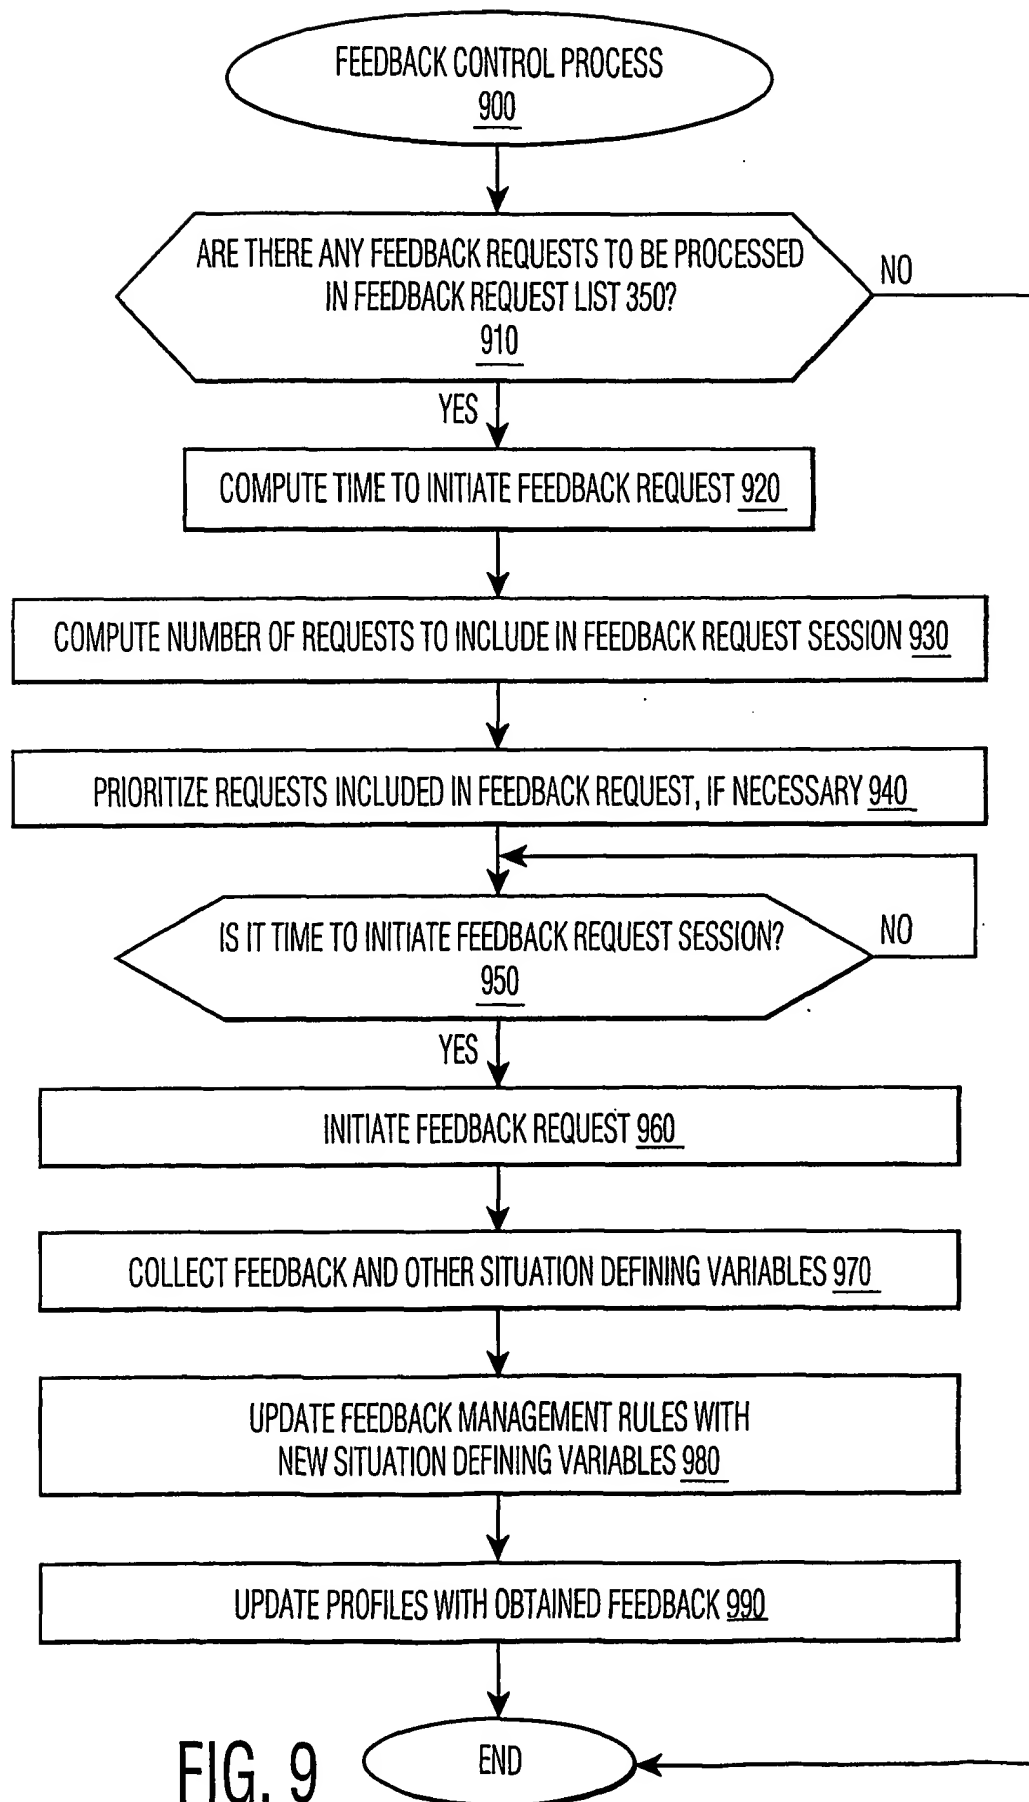 FEEDBACK CONTROL PROCESS
900
ARE THERE ANY FEEDBACK REQUESTS TO BE PROCESSED
IN FEEDBACK REQUEST LIST 350?
910
NO
YES
COMPUTE TIME TO INITIATE FEEDBACK REQUEST 920
COMPUTE NUMBER OF REQUESTS TO INCLUDE IN FEEDBACK REQUEST SESSION 930
PRIORITIZE REQUESTS INCLUDED IN FEEDBACK REQUEST, IF NECESSARY 940
IS IT TIME TO INITIATE FEEDBACK REQUEST SESSION?
950
NO
YES
INITIATE FEEDBACK REQUEST 960
COLLECT FEEDBACK AND OTHER SITUATION DEFINING VARIABLES 970
UPDATE FEEDBACK MANAGEMENT RULES WITH
NEW SITUATION DEFINING VARIABLES 980
UPDATE PROFILES WITH OBTAINED FEEDBACK 990
END
FIG. 9